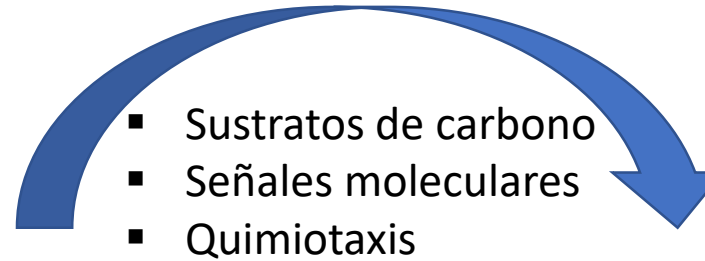 ▪ Sustratos de carbono
▪ Señales moleculares
▪ Quimiotaxis